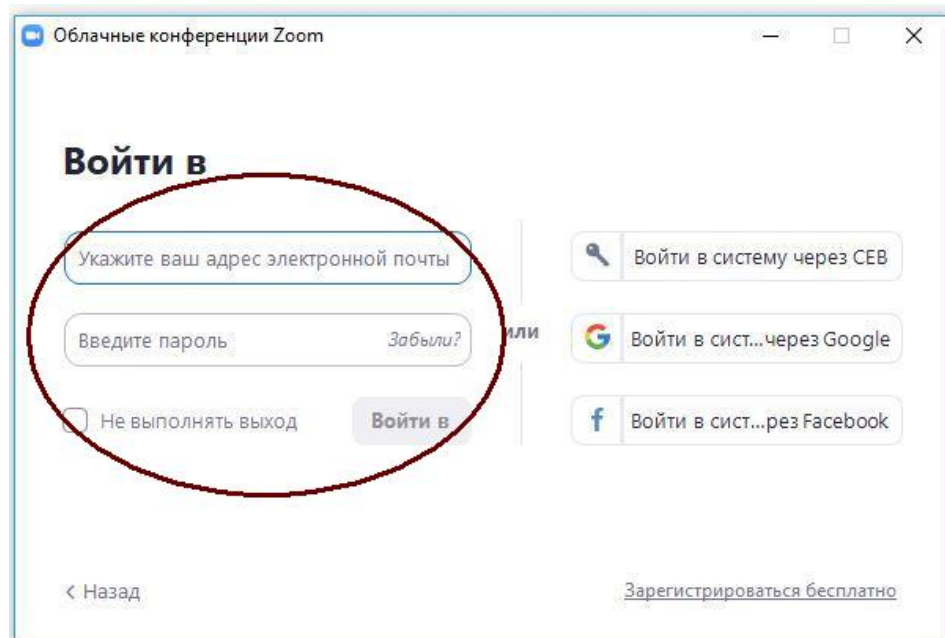 Облачные конференции Zoom
Войти в
Укажите ваш адрес электронной почты
Введите пароль
Забыли?
Не выполнять выход
Войти в
или
Войти в систему через СЕВ
Войти в сист...через Google
Войти в сист...рез Facebook
Назад
Зарегистрироваться бесплатно